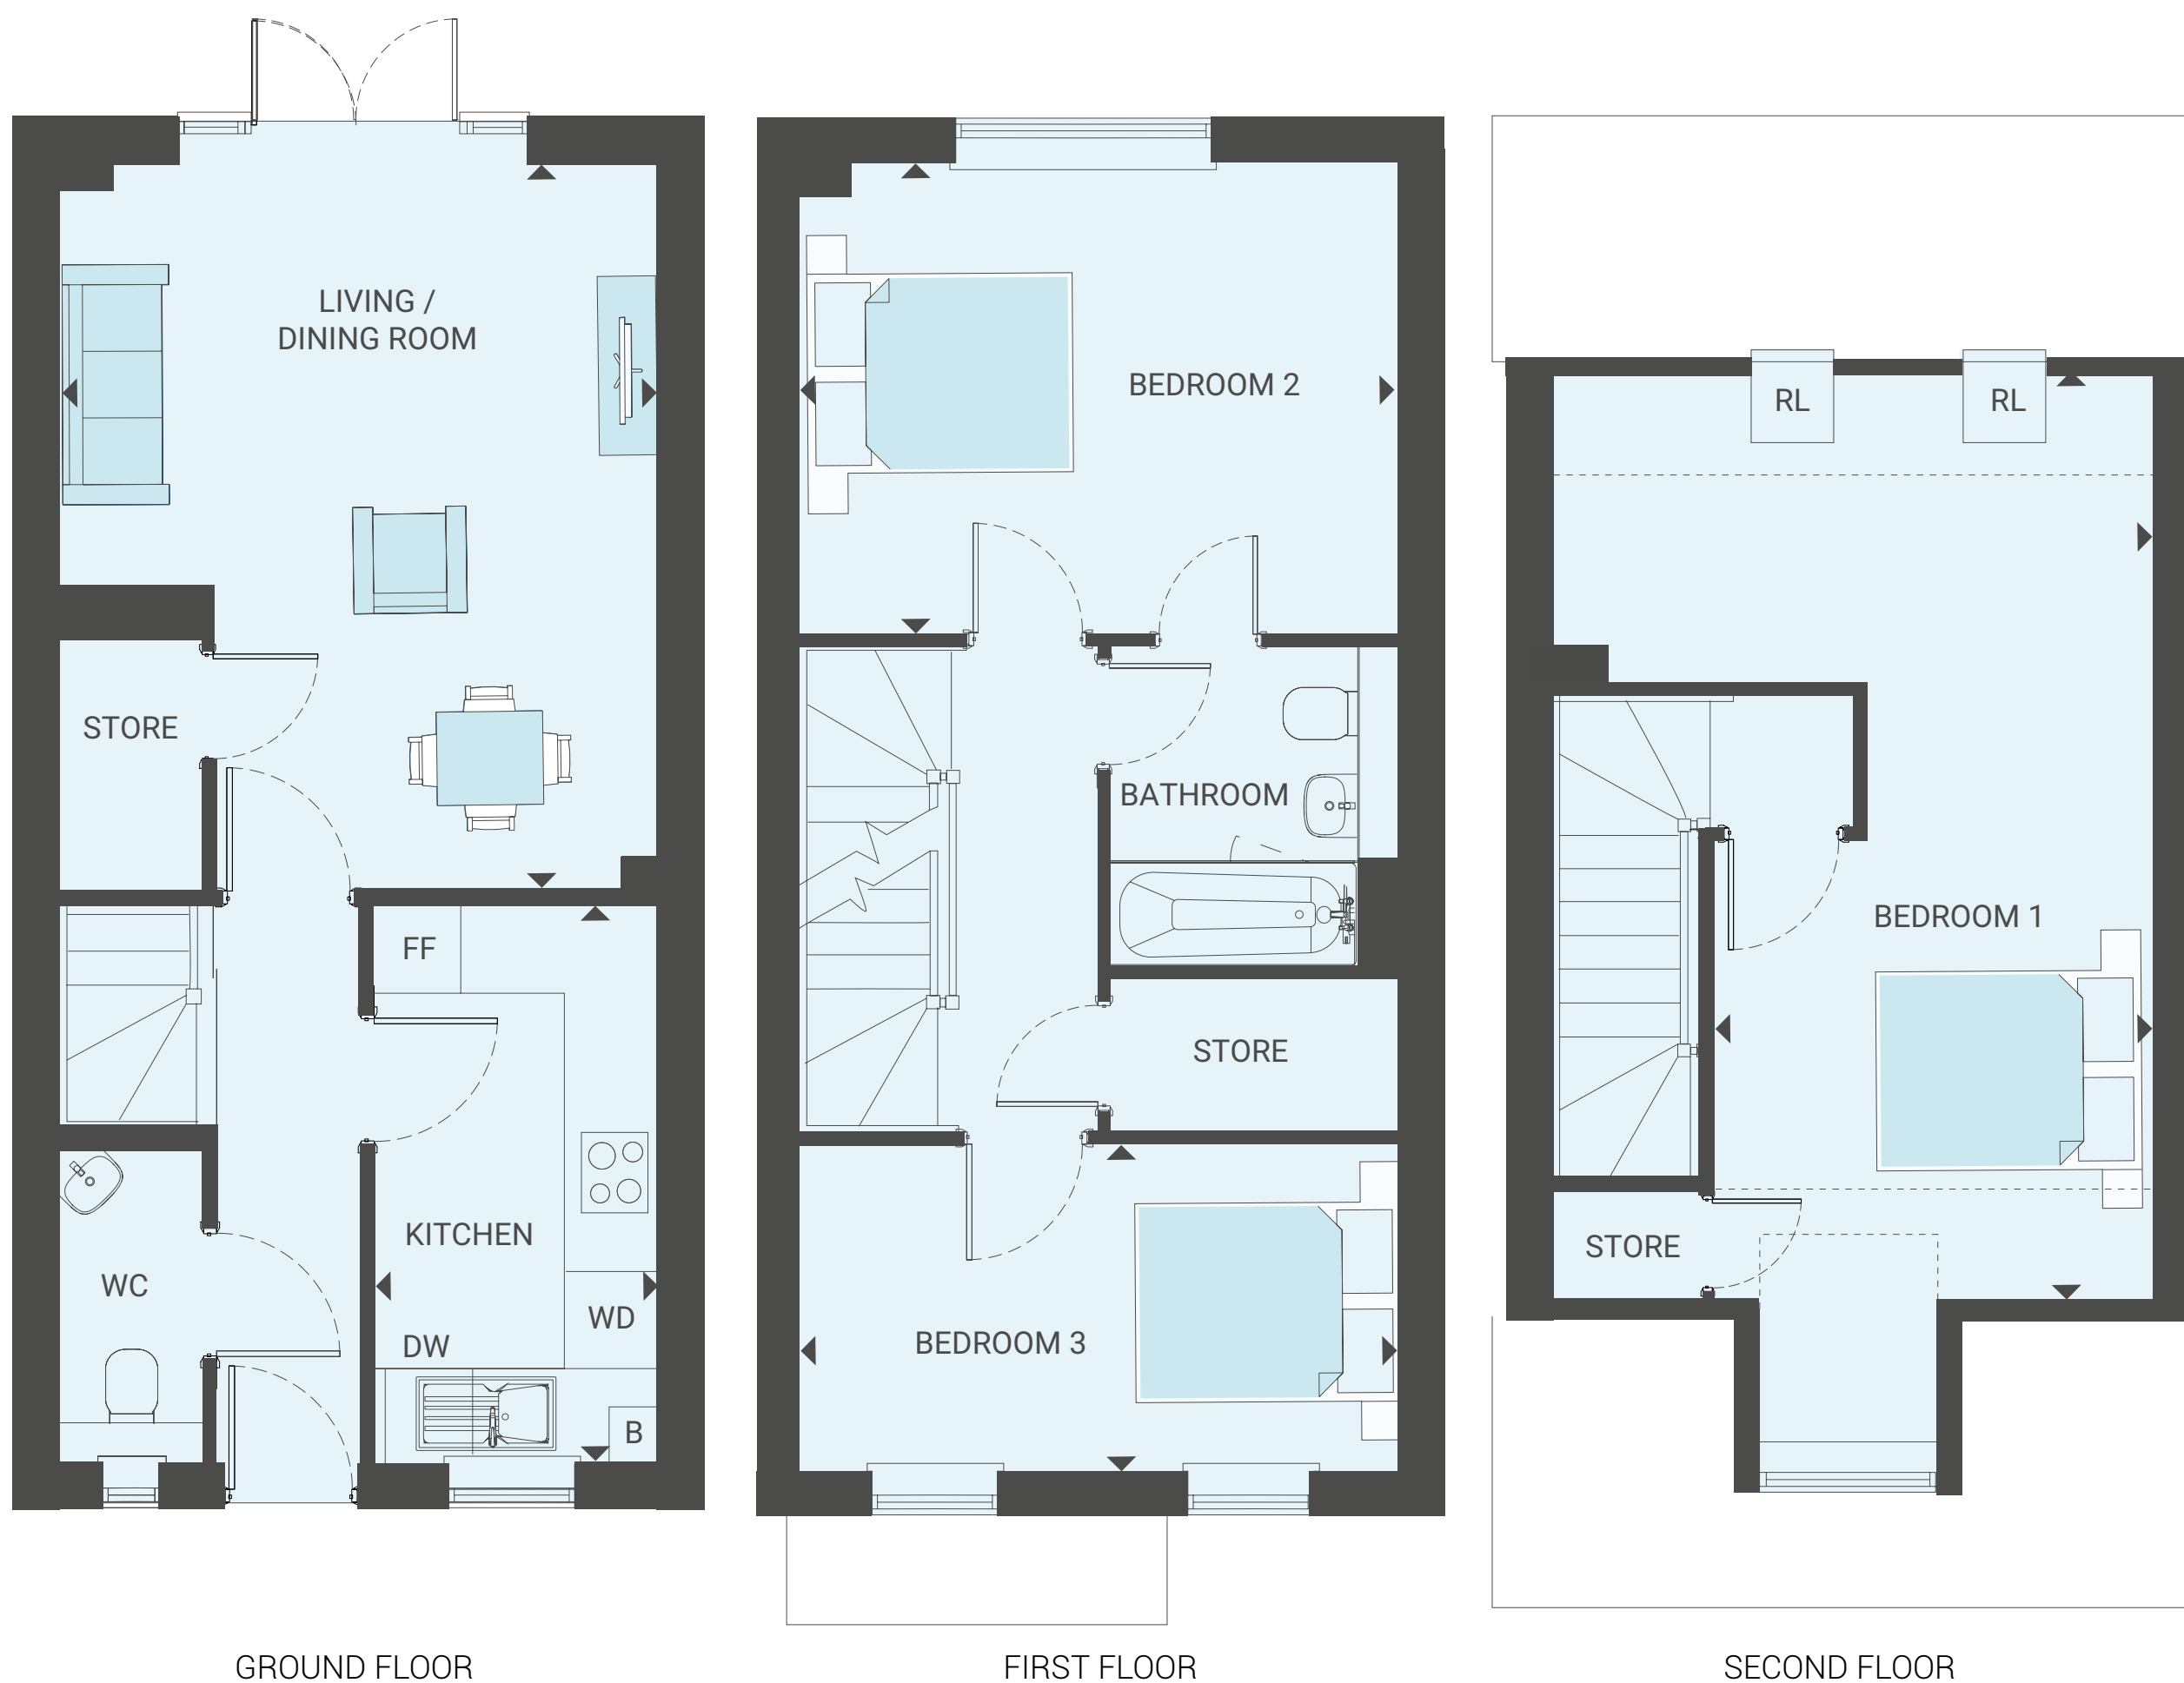 LIVING /
DINING ROOM
STORE
FF
KITCHEN
WC
WD
DW
B
GROUND FLOOR
BEDROOM 2
BATHROOM
STORE
BEDROOM 3
FIRST FLOOR
RL
RL
BEDROOM 1
STORE
SECOND FLOOR